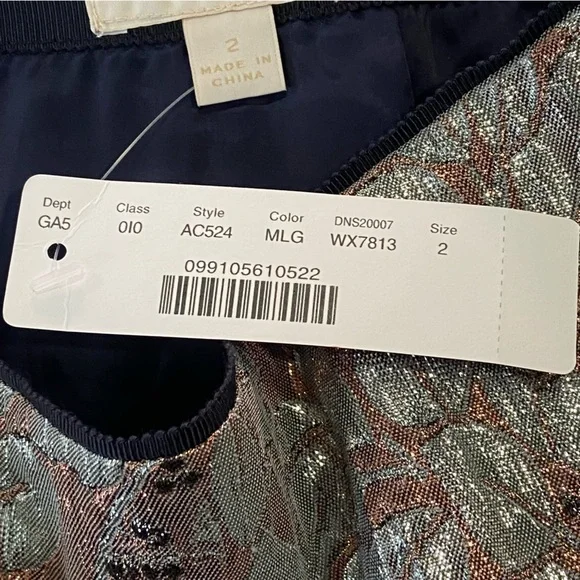 2
MADE IN
CHINA
Dept Class Style Color DNS20007 Size
GA5 0I0 AC524 MLG WX7813 2
099105610522